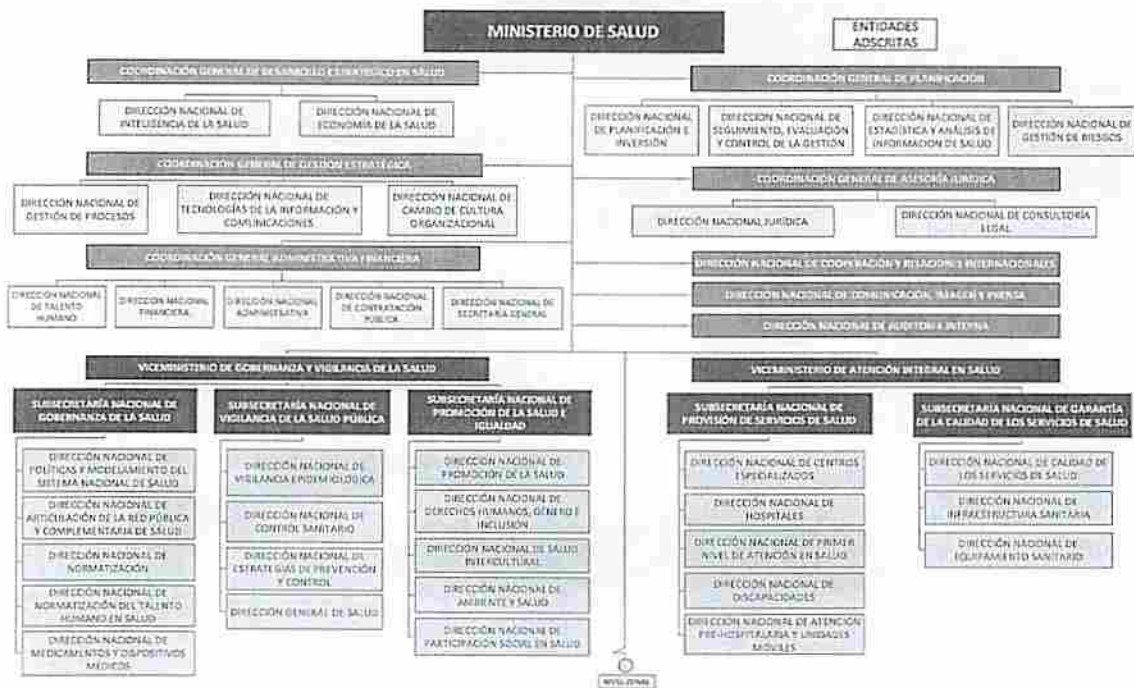 MINISTERIO DE SALUD
ENTIDADES
ADSCRITAS
COORDINACIÓN GENERAL DE DESARROLLO ESTRATÉGICO EN SALUD
DIRECCIÓN NACIONAL DE
INTELIGENCIA DE LA SALUD
DIRECCIÓN NACIONAL DE
ECONOMÍA DE LA SALUD
COORDINACIÓN GENERAL DE PLANIFICACIÓN
DIRECCIÓN NACIONAL
DE PLANIFICACIÓN E
INVERSIÓN
DIRECCIÓN NACIONAL DE
SEGUIMIENTO, EVALUACIÓN
Y CONTROL DE LA GESTIÓN
DIRECCIÓN NACIONAL DE
ESTADÍSTICA Y ANÁLISIS DE
INFORMACIÓN DE SALUD
DIRECCIÓN NACIONAL DE
GESTIÓN DE RIESGOS
COORDINACIÓN GENERAL DE GESTIÓN ESTRATÉGICA
DIRECCIÓN NACIONAL DE
GESTIÓN DE PROCESOS
DIRECCIÓN NACIONAL DE
TECNOLOGÍAS DE LA INFORMACIÓN Y
COMUNICACIONES
DIRECCIÓN NACIONAL DE
CAMBIO DE CULTURA
ORGANIZACIONAL
COORDINACIÓN GENERAL DE ASESORÍA JURÍDICA
DIRECCIÓN NACIONAL JURÍDICA
DIRECCIÓN NACIONAL DE CONSULTORÍA
LEGAL
COORDINACIÓN GENERAL ADMINISTRATIVA FINANCIERA
DIRECCIÓN NACIONAL
DE TALENTO
HUMANO
DIRECCIÓN NACIONAL
FINANCIERA
DIRECCIÓN NACIONAL
ADMINISTRATIVA
DIRECCIÓN NACIONAL
DE CONTRATACIÓN
PÚBLICA
DIRECCIÓN NACIONAL DE
SECRETARÍA GENERAL
DIRECCIÓN NACIONAL DE COOPERACIÓN Y RELACIONES INTERNACIONALES
DIRECCIÓN NACIONAL DE COMUNICACIÓN, IMAGEN Y PRENSA
DIRECCIÓN NACIONAL DE AUDITORIA INTERNA
VICEMINISTERIO DE GOBERNANZA Y VIGILANCIA DE LA SALUD
SUBSECRETARÍA NACIONAL DE
GOBERNANZA DE LA SALUD
DIRECCIÓN NACIONAL DE
POLÍTICAS Y MODELAMIENTO DEL
SISTEMA NACIONAL DE SALUD
DIRECCIÓN NACIONAL DE
ARTICULACIÓN DE LA RED PÚBLICA
Y COMPLEMENTARIA DE SALUD
DIRECCIÓN NACIONAL DE
NORMATIZACIÓN
DIRECCIÓN NACIONAL DE
NORMATIZACIÓN DEL TALENTO
HUMANO EN SALUD
DIRECCIÓN NACIONAL DE
MEDICAMENTOS Y DISPOSITIVOS
MÉDICOS
SUBSECRETARÍA NACIONAL DE
VIGILANCIA DE LA SALUD PÚBLICA
DIRECCIÓN NACIONAL DE
VIGILANCIA EPIDEMIOLÓGICA
DIRECCIÓN NACIONAL DE
CONTROL SANITARIO
DIRECCIÓN NACIONAL DE
ESTRATEGIAS DE PREVENCIÓN
Y CONTROL
DIRECCIÓN GENERAL DE SALUD
SUBSECRETARÍA NACIONAL DE
PROMOCIÓN DE LA SALUD E
IGUALDAD
DIRECCIÓN NACIONAL DE
PROMOCIÓN DE LA SALUD
DIRECCIÓN NACIONAL DE
DERECHOS HUMANOS, GÉNERO E
INCLUSIÓN
DIRECCIÓN NACIONAL DE SALUD
INTERCULTURAL
DIRECCIÓN NACIONAL DE
AMBIENTE Y SALUD
DIRECCIÓN NACIONAL DE
PARTICIPACIÓN SOCIAL EN SALUD
VICEMINISTERIO DE ATENCIÓN INTEGRAL EN SALUD
SUBSECRETARÍA NACIONAL DE
PROVISIÓN DE SERVICIOS DE SALUD
DIRECCIÓN NACIONAL DE CENTROS
ESPECIALIZADOS
DIRECCIÓN NACIONAL DE
HOSPITALES
DIRECCIÓN NACIONAL DE PRIMER
NIVEL DE ATENCIÓN EN SALUD
DIRECCIÓN NACIONAL DE
DISCAPACIDADES
DIRECCIÓN NACIONAL DE ATENCIÓN
PRE-HOSPITALARIA Y UNIDADES
MÓVILES
SUBSECRETARÍA NACIONAL DE GARANTÍA
DE LA CALIDAD DE LOS SERVICIOS DE SALUD
DIRECCIÓN NACIONAL DE CALIDAD DE
LOS SERVICIOS DE SALUD
DIRECCIÓN NACIONAL DE
INFRAESTRUCTURA SANITARIA
DIRECCIÓN NACIONAL DE
EQUIPAMIENTO SANITARIO
NIVEL ZONAL